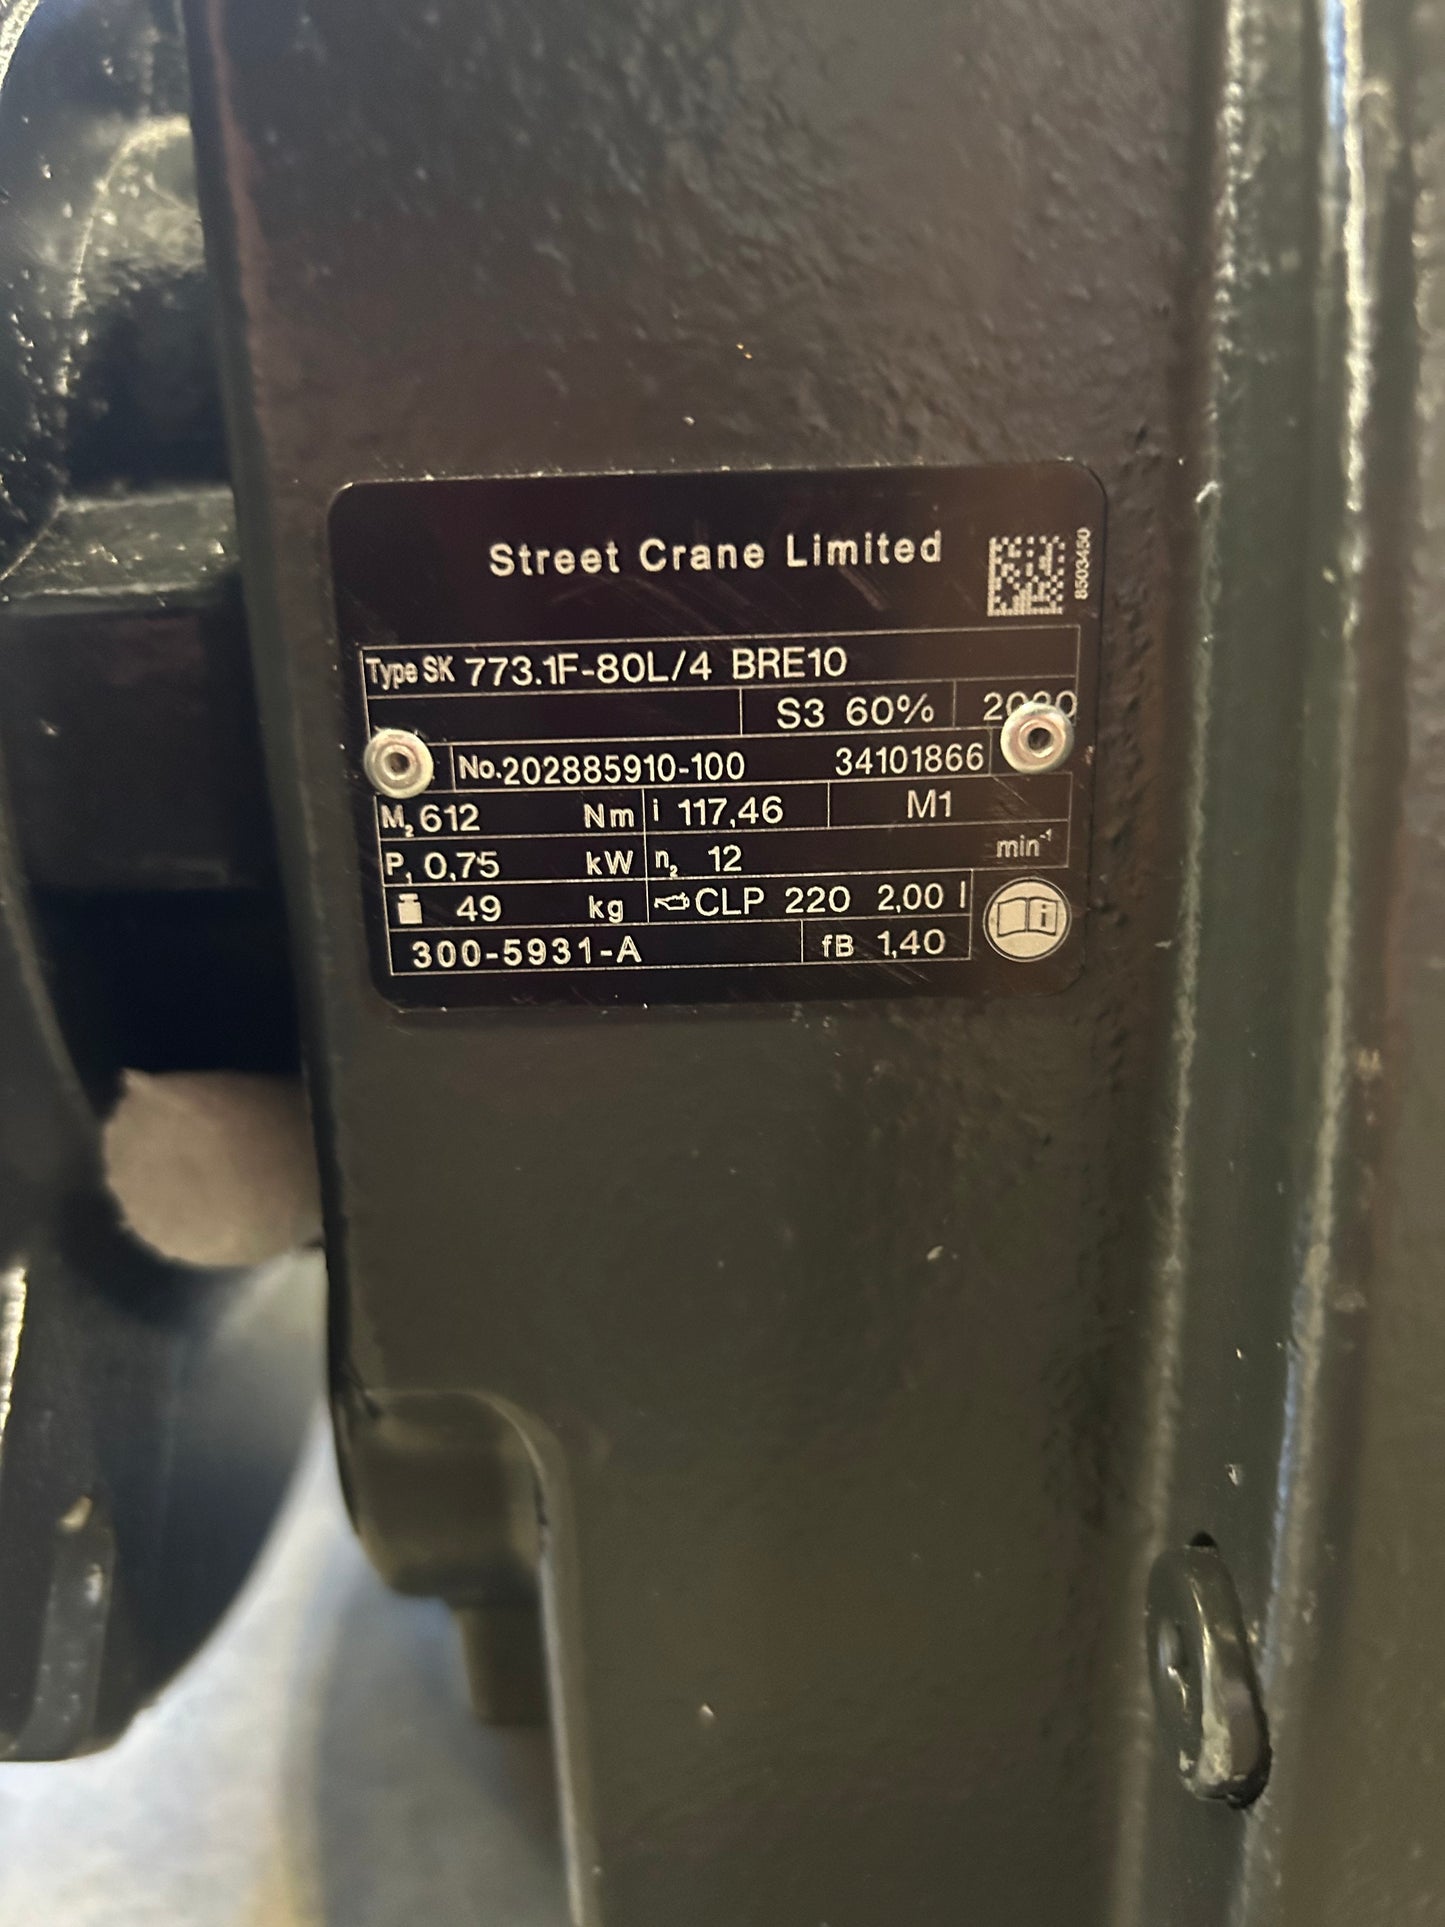 Street Crane Limited
8503450
Type SK 773.1F-80L/4 BRE10
S3 60%
No. 202885910-100 34101866
M₂ 612 Nm i 117,46 M1
P₁ 0,75 kW n₂ 12 min⁻¹
49 kg CLP 220 2,00 l
300-5931-A fB 1,40